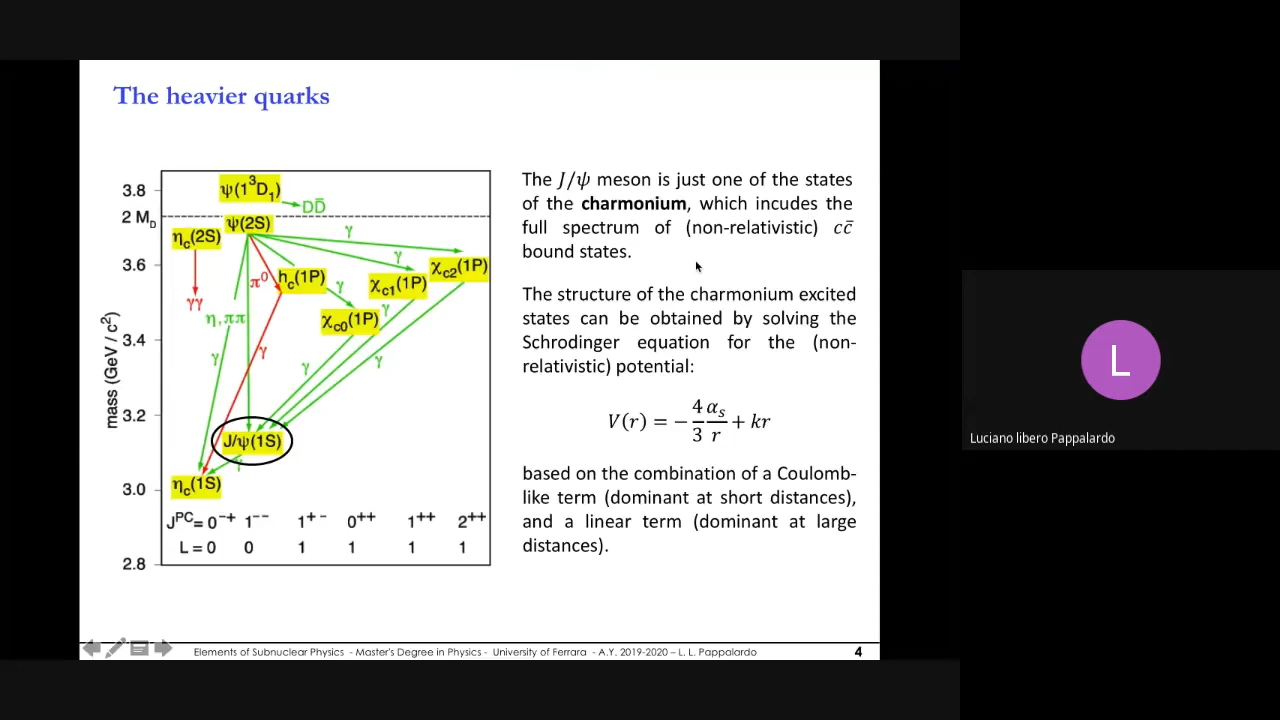 The heavier quarks
3.8
2 M_D
3.6
3.4
3.2
3.0
2.8
mass (GeV / c²)
ψ(1³D₁)
DD̄
ψ(2S)
η_c(2S)
γ
γ
χ_c2(1P)
h_c(1P)
π⁰
γ
χ_c1(1P)
γγ
η,ππ
χ_c0(1P)
γ
γ
γ
γ
γ
J/ψ(1S)
γ
η_c(1S)
J^PC = 0⁻⁺ 1⁻⁻ 1⁺⁻ 0⁺⁺ 1⁺⁺ 2⁺⁺
L = 0 0 1 1 1 1
The J/ψ meson is just one of the states
of the charmonium, which incudes the
full spectrum of (non-relativistic) cc̄
bound states.
The structure of the charmonium excited
states can be obtained by solving the
Schrodinger equation for the (non-
relativistic) potential:
V(r) = −4/3 α_s/r + kr
based on the combination of a Coulomb-
like term (dominant at short distances),
and a linear term (dominant at large
distances).
Elements of Subnuclear Physics - Master's Degree in Physics - University of Ferrara - A.Y. 2019-2020 – L. L. Pappalardo
4
L
Luciano libero Pappalardo